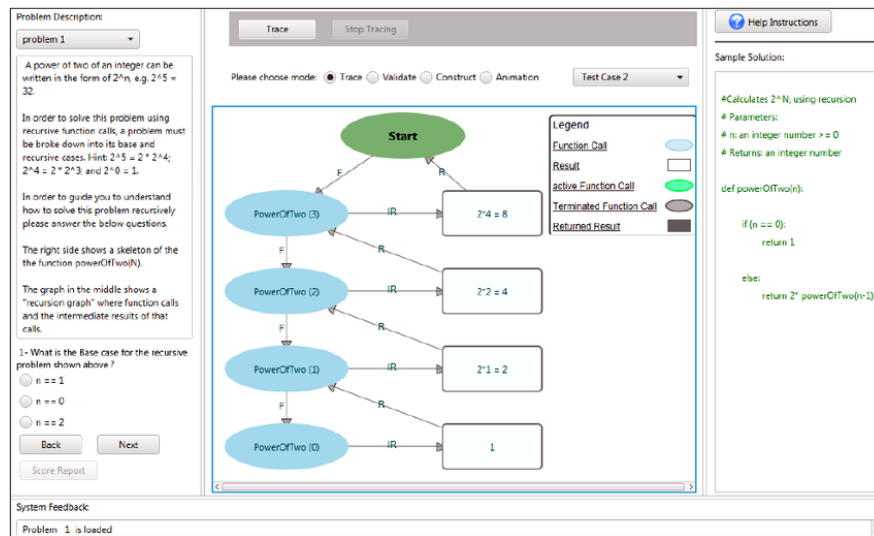 Problem Description:
problem 1
A power of two of an integer can be
written in the form of 2^n, e.g. 2^5 =
32.
In order to solve this problem using
recursive function calls, a problem must
be broke down into its base and
recursive cases. Hint: 2^5 = 2 * 2^4;
2^4 = 2 * 2^3; and 2^0 = 1.
In order to guide you to understand
how to solve this problem recursively
please answer the below questions.
The right side shows a skeleton of the
the function powerOfTwo(N).
The graph in the middle shows a
"recursion graph" where function calls
and the intermediate results of that
calls.
1- What is the Base case for the recursive
problem shown above ?
n == 1
n == 0
n == 2
Back
Next
Score Report
Trace
Stop Tracing
Please choose mode:
Trace
Validate
Construct
Animation
Test Case 2
Start
F
R
PowerOfTwo (3)
IR
2*4 = 8
F
R
PowerOfTwo (2)
IR
2*2 = 4
F
R
PowerOfTwo (1)
IR
2*1 = 2
F
R
PowerOfTwo (0)
IR
1
Legend
Function Call
Result
active Function Call
Terminated Function Call
Returned Result
Help Instructions
Sample Solution:
#Calculates 2^N, using recursion
# Parameters:
# n: an integer number >= 0
# Returns: an integer number
def powerOfTwo(n):
if (n == 0):
return 1
else:
return 2* powerOfTwo(n-1)
System Feedback:
Problem 1 is loaded